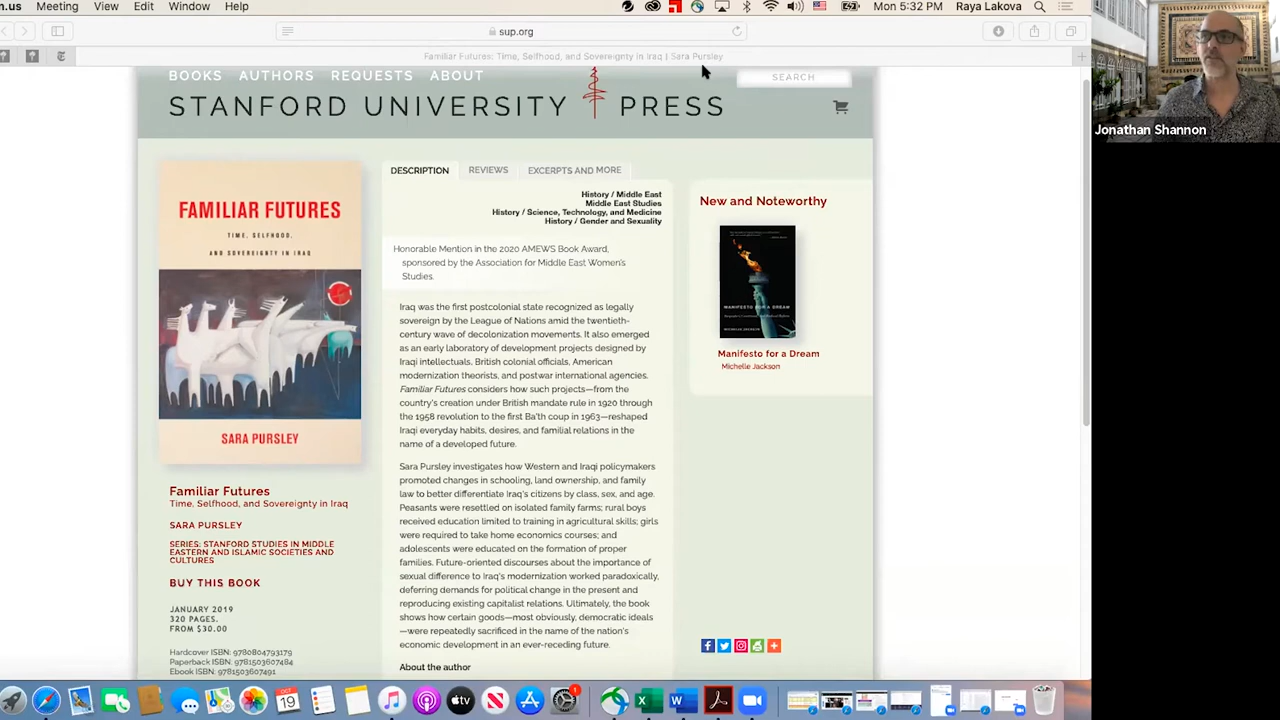 m.us Meeting View Edit Window Help Mon 5:32 PM Raya Lakova
sup.org
Familiar Futures: Time, Selfhood, and Sovereignty in Iraq | Sara Pursley
BOOKS AUTHORS REQUESTS ABOUT
SEARCH
STANFORD UNIVERSITY PRESS
Jonathan Shannon
FAMILIAR FUTURES
TIME, SELFHOOD,
AND SOVEREIGNTY IN IRAQ
SARA PURSLEY
DESCRIPTION REVIEWS EXCERPTS AND MORE
History / Middle East
Middle East Studies
History / Science, Technology, and Medicine
History / Gender and Sexuality
Honorable Mention in the 2020 AMEWS Book Award,
sponsored by the Association for Middle East Women's
Studies.
Iraq was the first postcolonial state recognized as legally
sovereign by the League of Nations amid the twentieth-
century wave of decolonization movements. It also emerged
as an early laboratory of development projects designed by
Iraqi intellectuals, British colonial officials, American
modernization theorists, and postwar international agencies.
Familiar Futures considers how such projects—from the
country's creation under British mandate rule in 1920 through
the 1958 revolution to the first Ba'th coup in 1963—reshaped
Iraqi everyday habits, desires, and familial relations in the
name of a developed future.
Sara Pursley investigates how Western and Iraqi policymakers
promoted changes in schooling, land ownership, and family
law to better differentiate Iraq's citizens by class, sex, and age.
Peasants were resettled on isolated family farms; rural boys
received education limited to training in agricultural skills; girls
were required to take home economics courses; and
adolescents were educated on the formation of proper
families. Future-oriented discourses about the importance of
sexual difference to Iraq's modernization worked paradoxically,
deferring demands for political change in the present and
reproducing existing capitalist relations. Ultimately, the book
shows how certain goods—most obviously, democratic ideals
—were repeatedly sacrificed in the name of the nation's
economic development in an ever-receding future.
About the author
New and Noteworthy
MANIFESTO FOR A DREAM
MICHELLE JACKSON
Manifesto for a Dream
Michelle Jackson
Familiar Futures
Time, Selfhood, and Sovereignty in Iraq
SARA PURSLEY
SERIES: STANFORD STUDIES IN MIDDLE
EASTERN AND ISLAMIC SOCIETIES AND
CULTURES
BUY THIS BOOK
JANUARY 2019
320 PAGES.
FROM $30.00
Hardcover ISBN: 9780804793179
Paperback ISBN: 9781503607484
Ebook ISBN: 9781503607491
OCT
19